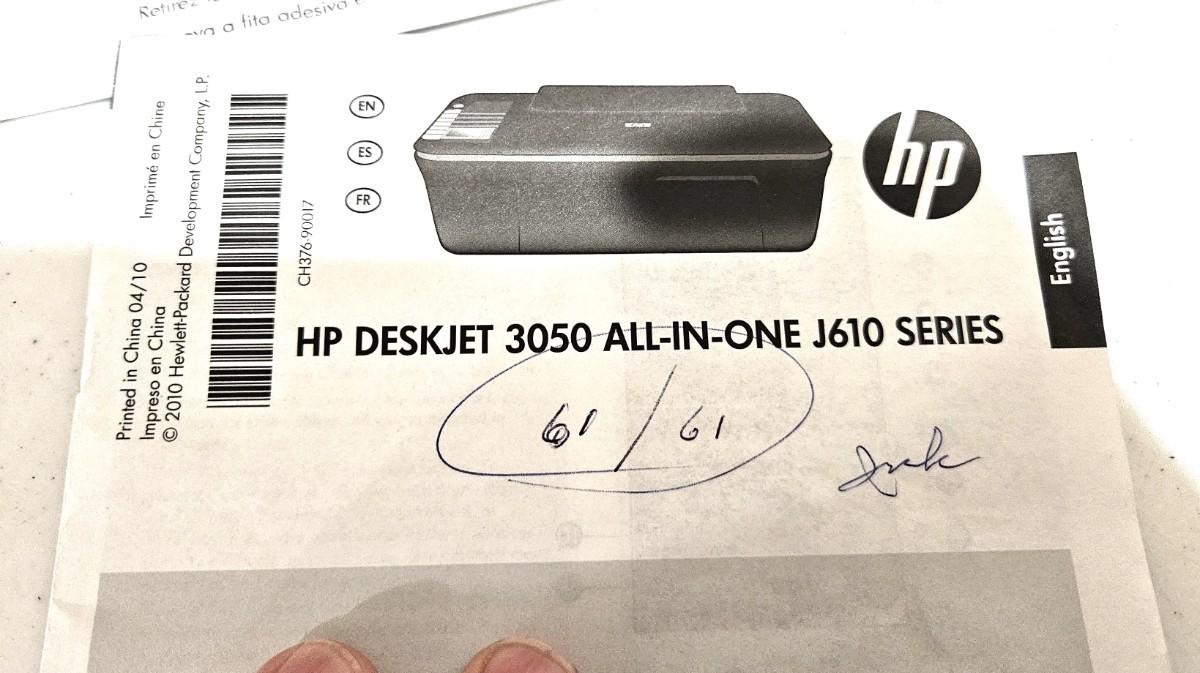 Retirez
a fita adesiva
Printed in China 04/10
Imprimé en Chine
Impreso en China
© 2010 Hewlett-Packard Development Company, L.P.
CH376-90017
EN
ES
FR
hp
English
HP DESKJET 3050 ALL-IN-ONE J610 SERIES
61 / 61
Ink